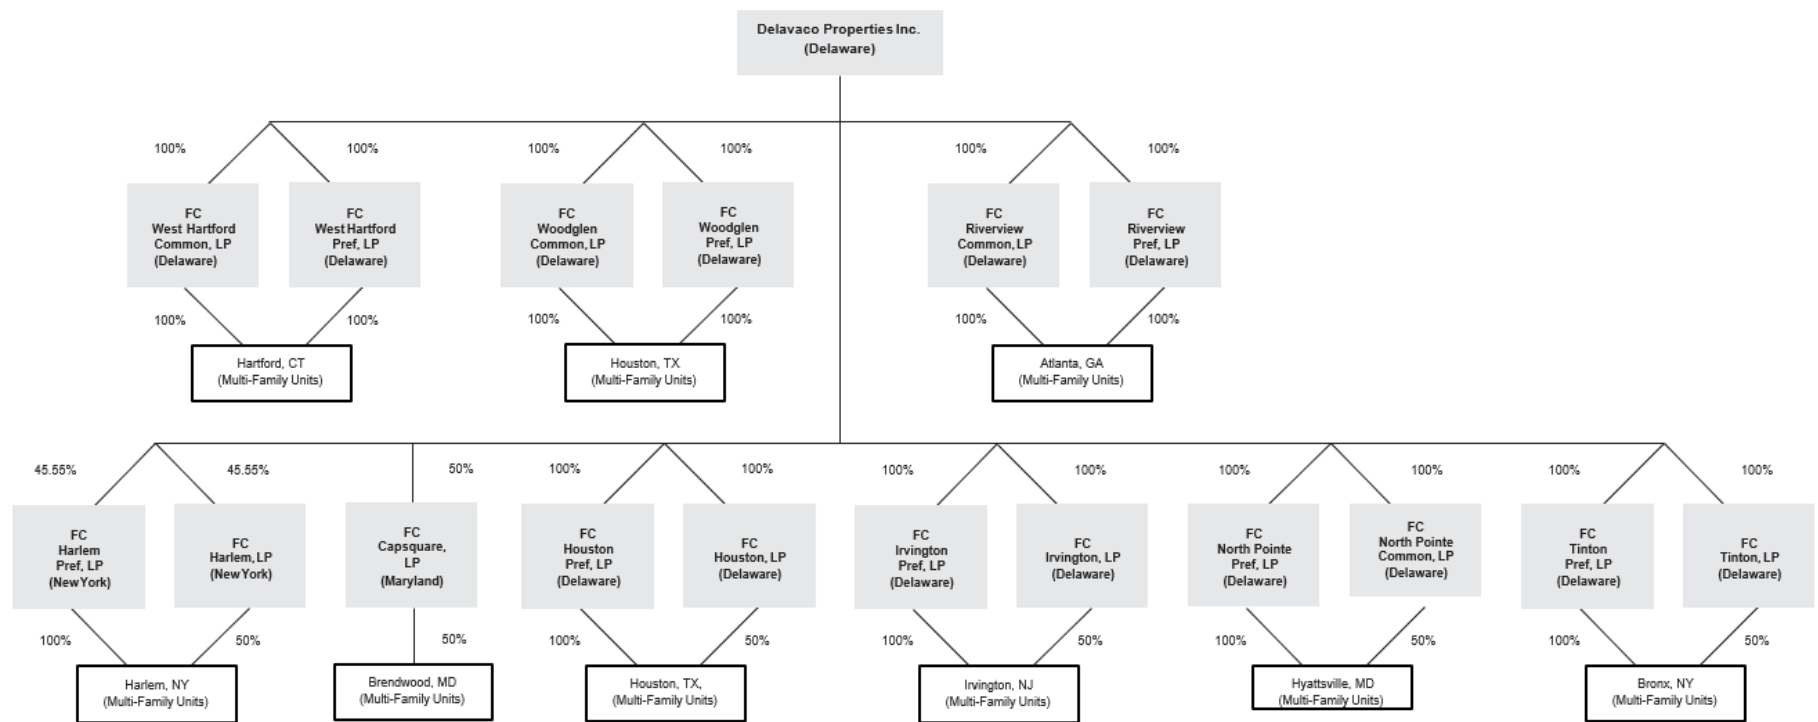 Delavaco Properties Inc.
(Delaware)
100%
100%
100%
100%
100%
100%
FC
West Hartford
Common, LP
(Delaware)
FC
West Hartford
Pref, LP
(Delaware)
FC
Woodglen
Common, LP
(Delaware)
FC
Woodglen
Pref, LP
(Delaware)
FC
Riverview
Common, LP
(Delaware)
FC
Riverview
Pref, LP
(Delaware)
100%
100%
100%
100%
100%
100%
Hartford, CT
(Multi-Family Units)
Houston, TX
(Multi-Family Units)
Atlanta, GA
(Multi-Family Units)
45.55%
45.55%
50%
100%
100%
100%
100%
100%
100%
100%
100%
FC
Harlem
Pref, LP
(New York)
FC
Harlem, LP
(New York)
FC
Capsquare,
LP
(Maryland)
FC
Houston
Pref, LP
(Delaware)
FC
Houston, LP
(Delaware)
FC
Irvington
Pref, LP
(Delaware)
FC
Irvington, LP
(Delaware)
FC
North Pointe
Pref, LP
(Delaware)
FC
North Pointe
Common, LP
(Delaware)
FC
Tinton
Pref, LP
(Delaware)
FC
Tinton, LP
(Delaware)
100%
50%
50%
100%
50%
100%
50%
100%
50%
100%
50%
Harlem, NY
(Multi-Family Units)
Brendwood, MD
(Multi-Family Units)
Houston, TX,
(Multi-Family Units)
Irvington, NJ
(Multi-Family Units)
Hyattsville, MD
(Multi-Family Units)
Bronx, NY
(Multi-Family Units)